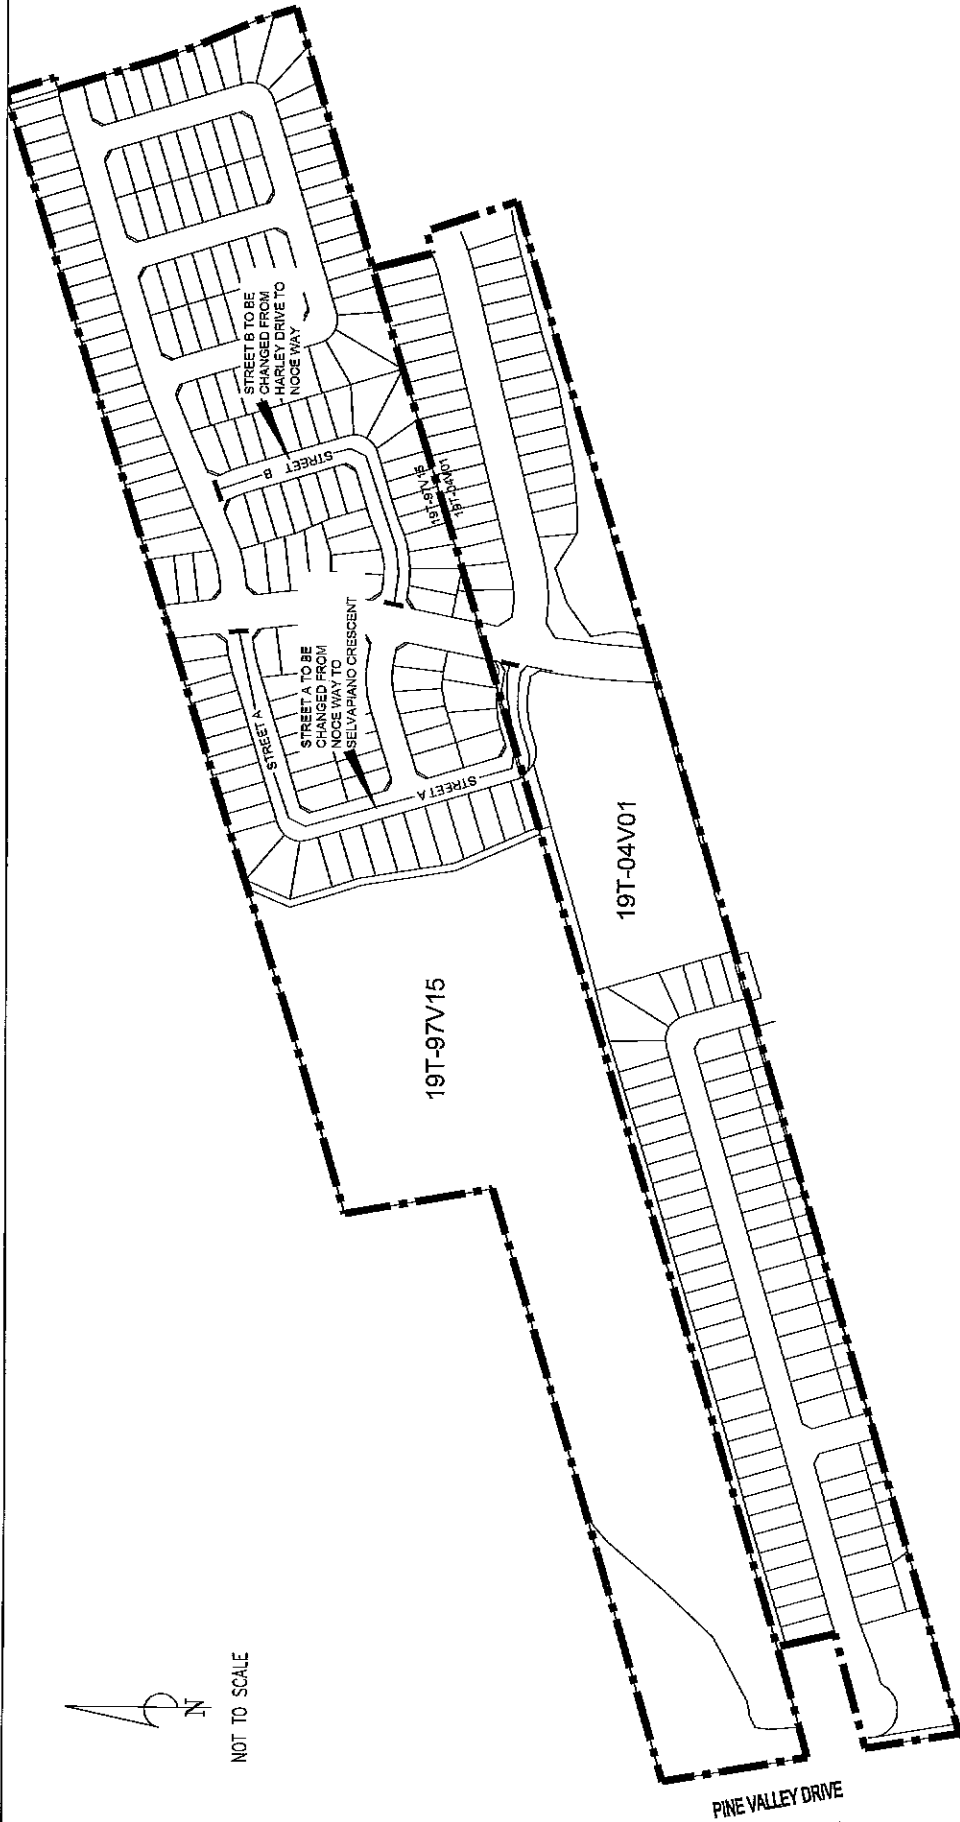 STREET B TO BE
CHANGED FROM
HARLEY DRIVE TO
NOCE WAY
STREET B
19T-97V15
19T-04V01
STREET A TO BE
CHANGED FROM
NOCE WAY TO
SELVAPIANO CRESCENT
STREET A
STREET A
19T-97V15
19T-04V01
N
NOT TO SCALE
PINE VALLEY DRIVE